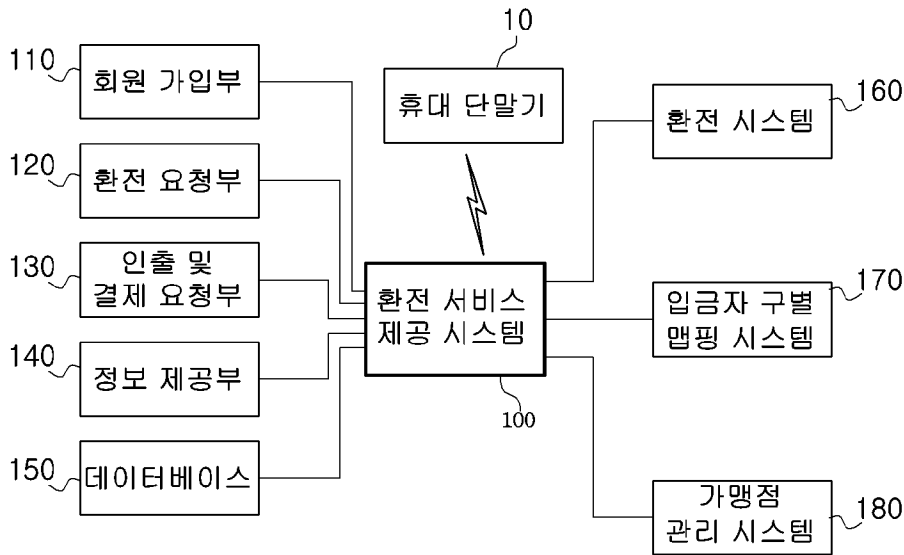 10
휴대 단말기
110
회원 가입부
120
환전 요청부
130
인출 및
결제 요청부
140
정보 제공부
150
데이터베이스
환전 서비스
제공 시스템
100
환전 시스템
160
입금자 구별
맵핑 시스템
170
가맹점
관리 시스템
180